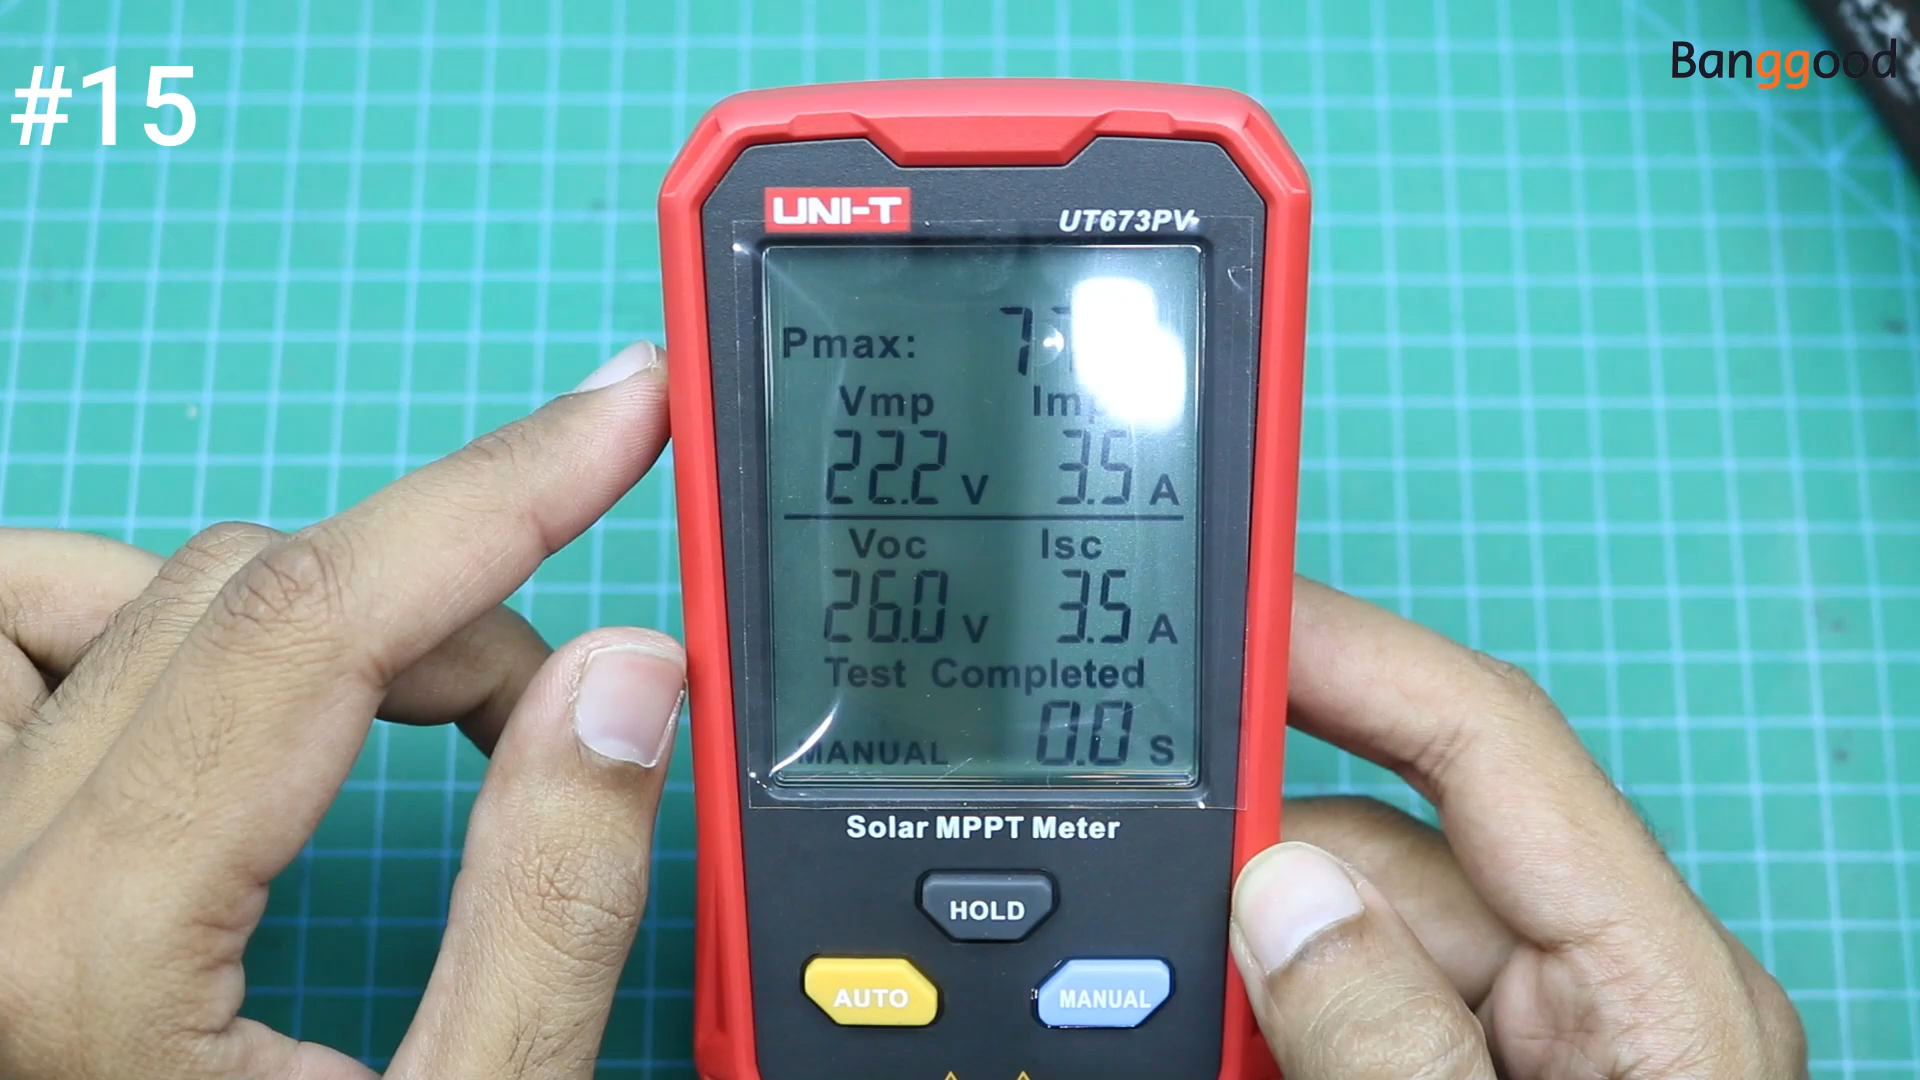 #15
Banggood
UNI-T
UT673PV
Pmax:
Vmp
22.2 V 3.5 A
Voc Isc
26.0 V 3.5 A
Test Completed
MANUAL 0.0 S
Solar MPPT Meter
HOLD
AUTO MANUAL